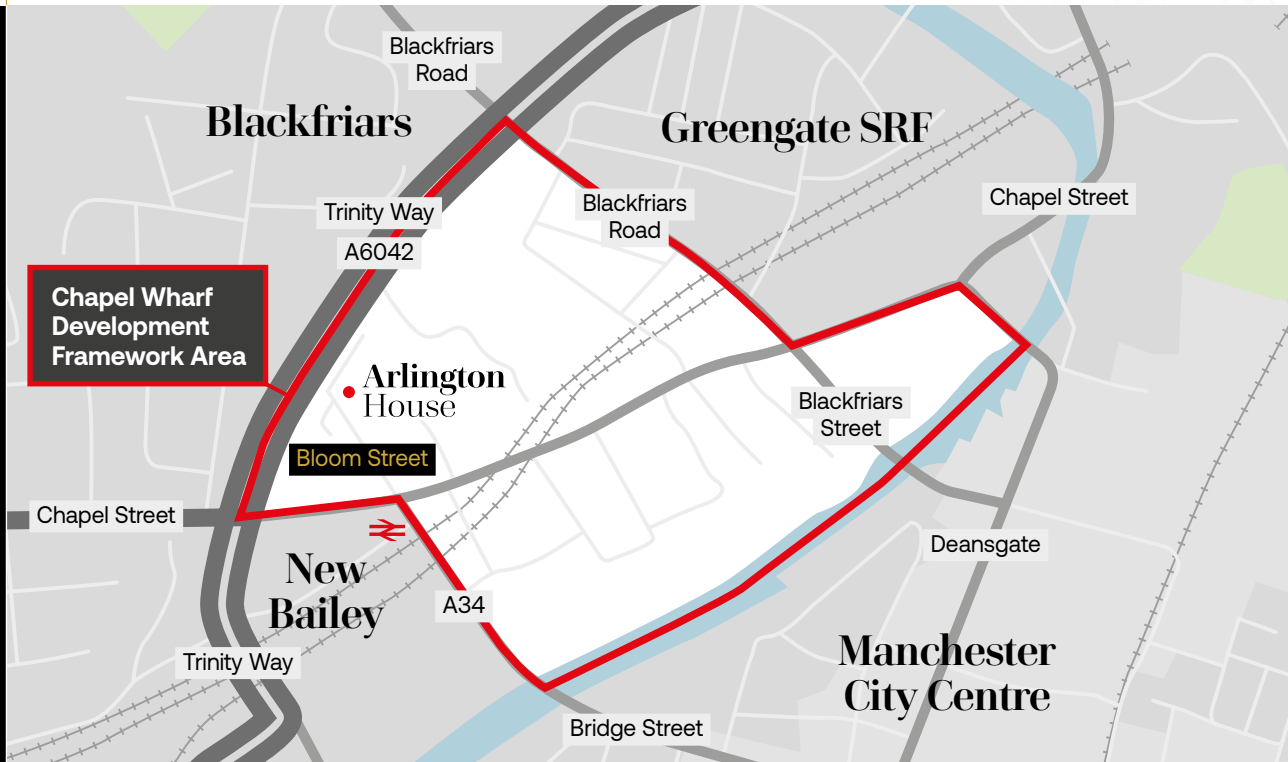 Blackfriars
Road
Blackfriars
Greengate SRF
Chapel Street
Trinity Way
A6042
Blackfriars
Road
Chapel Wharf
Development
Framework Area
Arlington
House
Blackfriars
Street
Bloom Street
Chapel Street
New
Bailey
A34
Deansgate
Trinity Way
Manchester
City Centre
Bridge Street